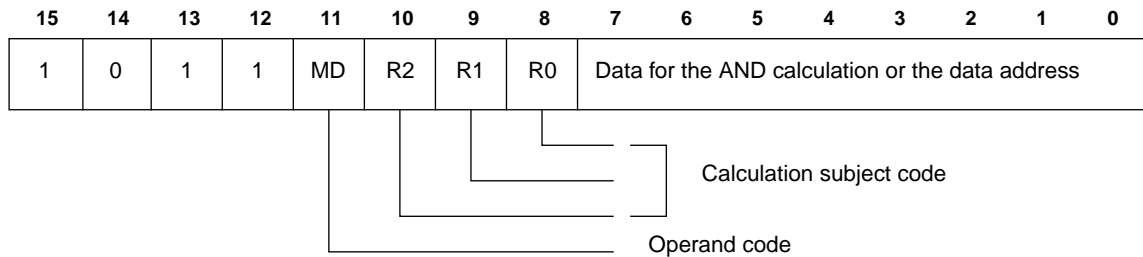 15 14 13 12 11 10 9 8 7 6 5 4 3 2 1 0
1 0 1 1 MD R2 R1 R0 Data for the AND calculation or the data address
Calculation subject code
Operand code